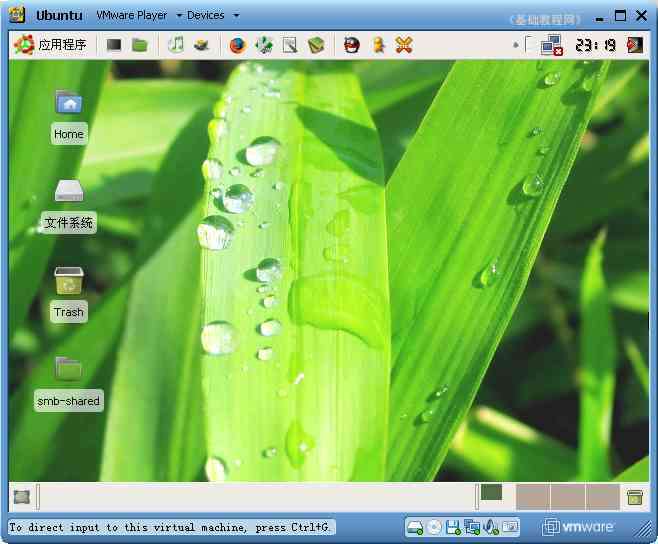 Ubuntu VMware Player Devices 《基础教程网》
应用程序 23:19
Home
文件系统
Trash
smb-shared
To direct input to this virtual machine, press Ctrl+G.
vmware